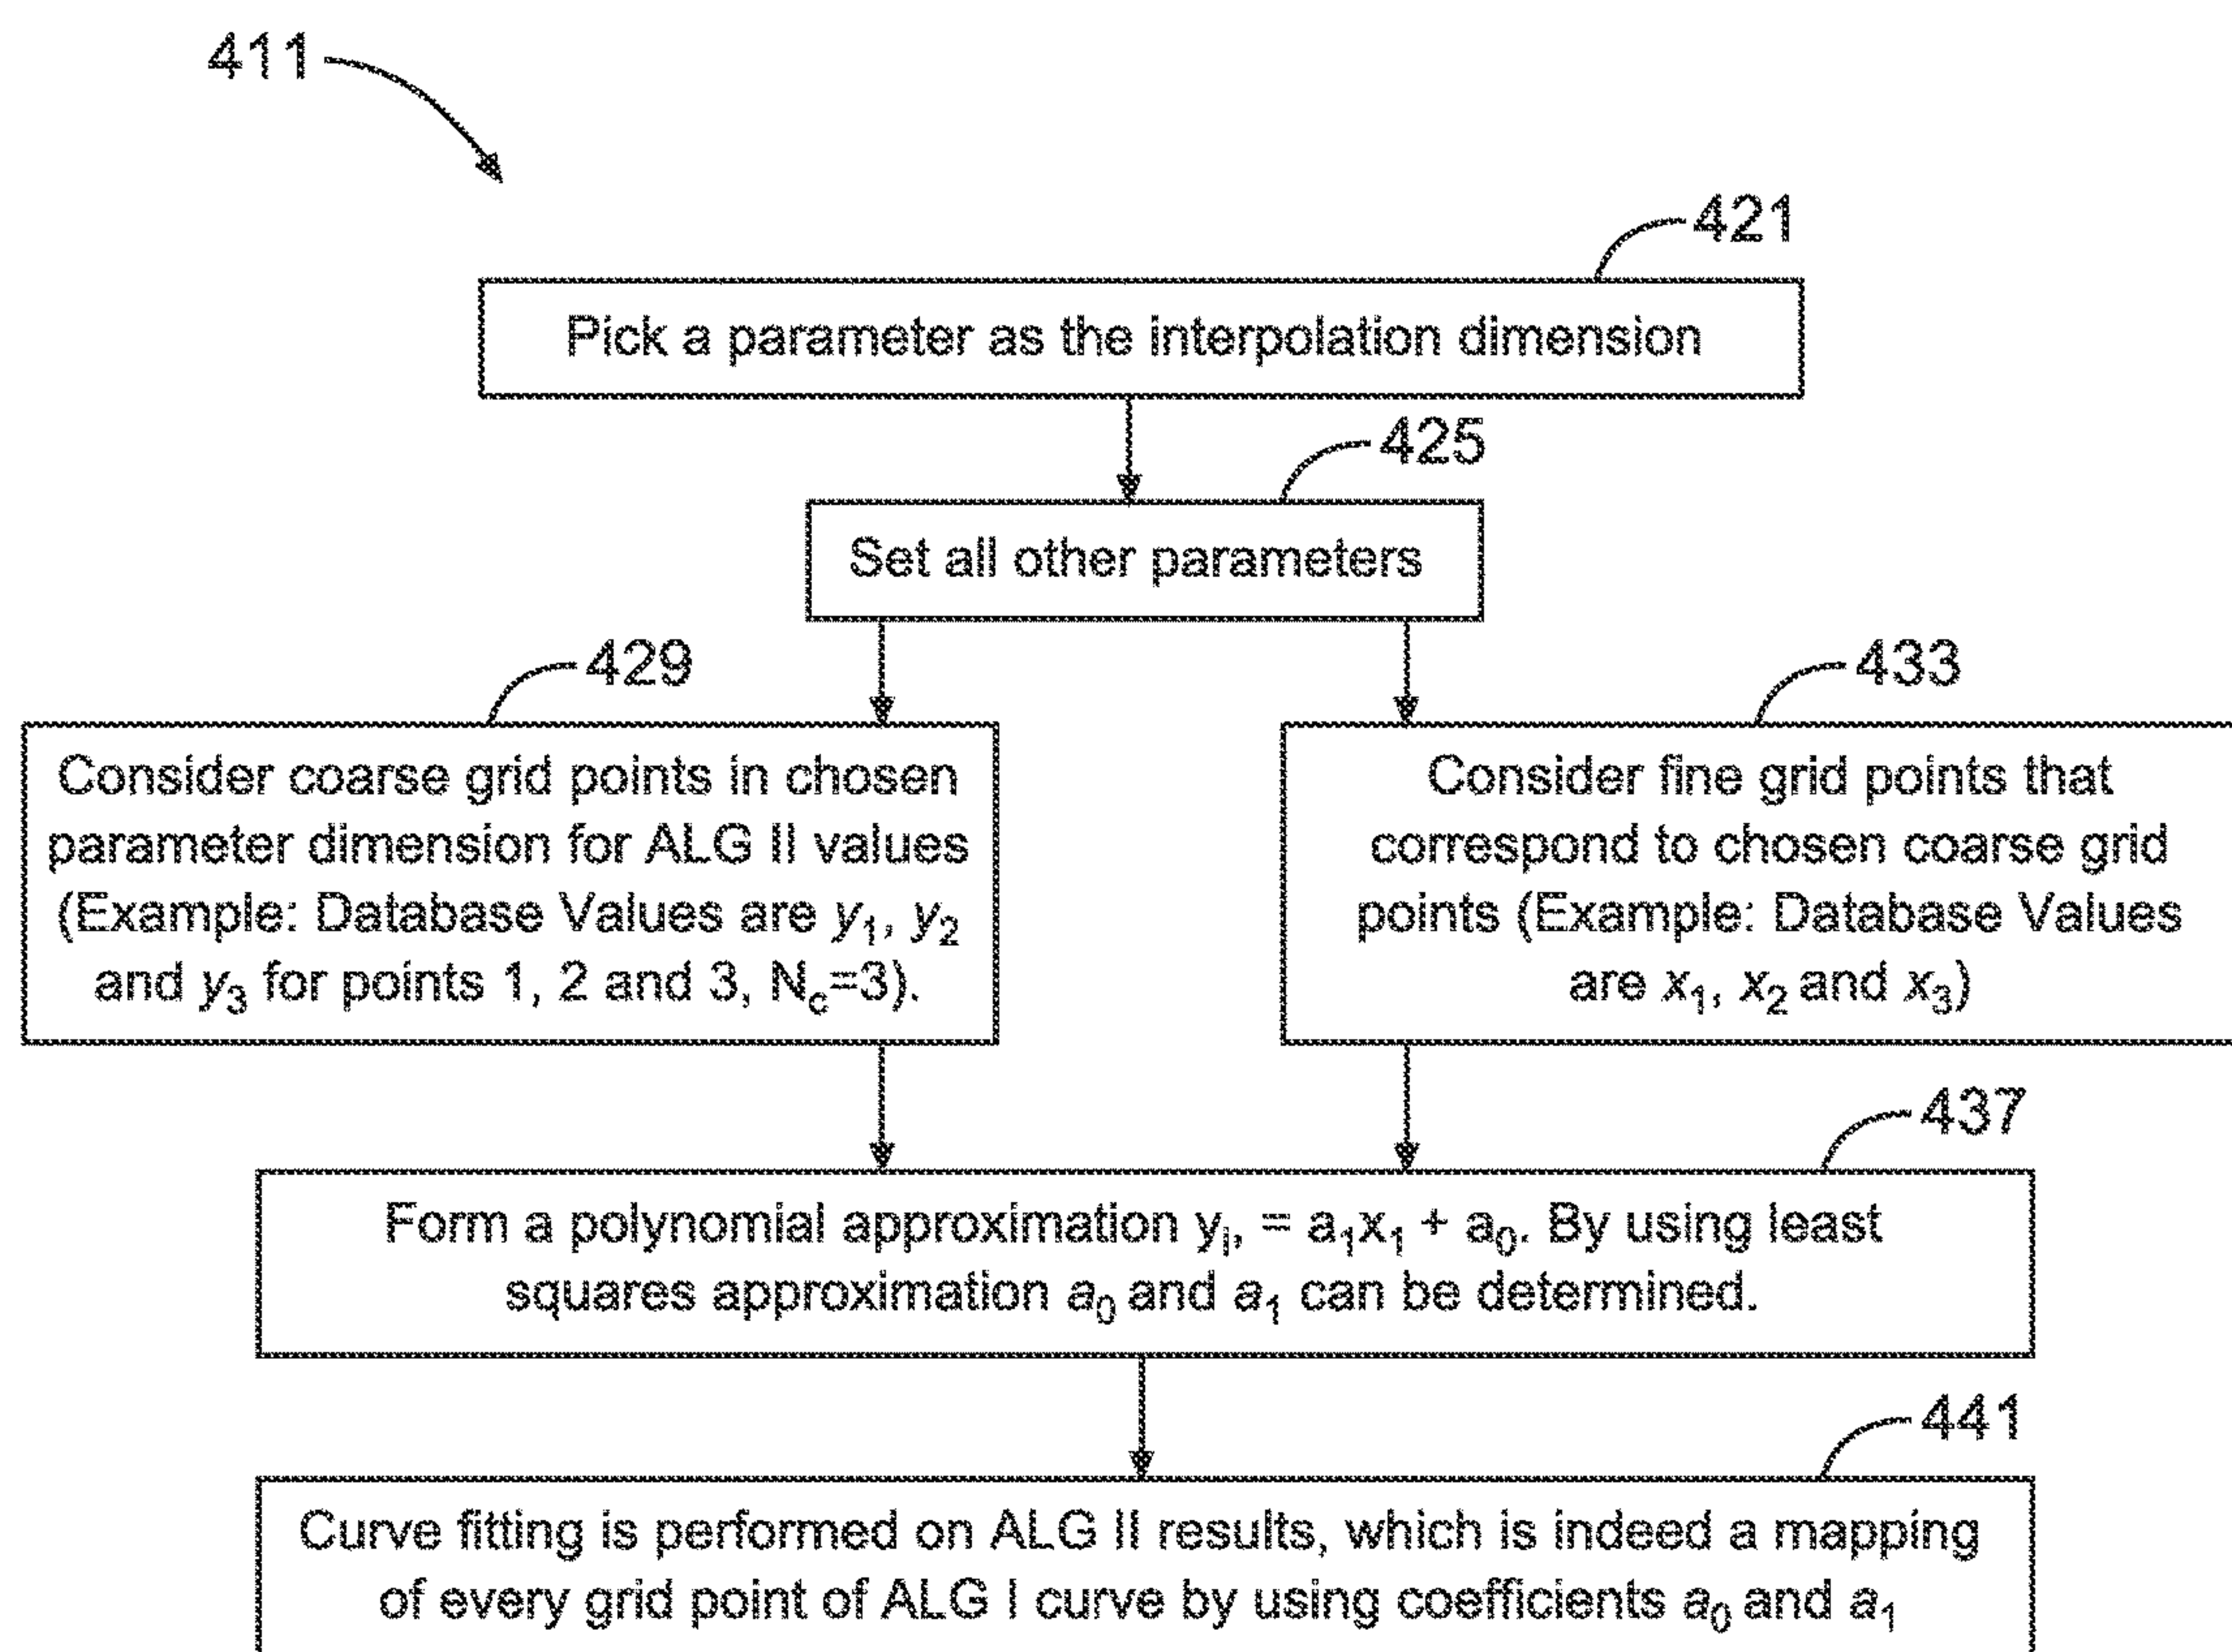 411
421
Pick a parameter as the interpolation dimension
425
Set all other parameters
429
Consider coarse grid points in chosen
parameter dimension for ALG II values
(Example: Database Values are y₁, y₂
and y₃ for points 1, 2 and 3, N_c=3).
433
Consider fine grid points that
correspond to chosen coarse grid
points (Example: Database Values
are x₁, x₂ and x₃)
437
Form a polynomial approximation yᵢ, = a₁x₁ + a₀. By using least
squares approximation a₀ and a₁ can be determined.
441
Curve fitting is performed on ALG II results, which is indeed a mapping
of every grid point of ALG I curve by using coefficients a₀ and a₁